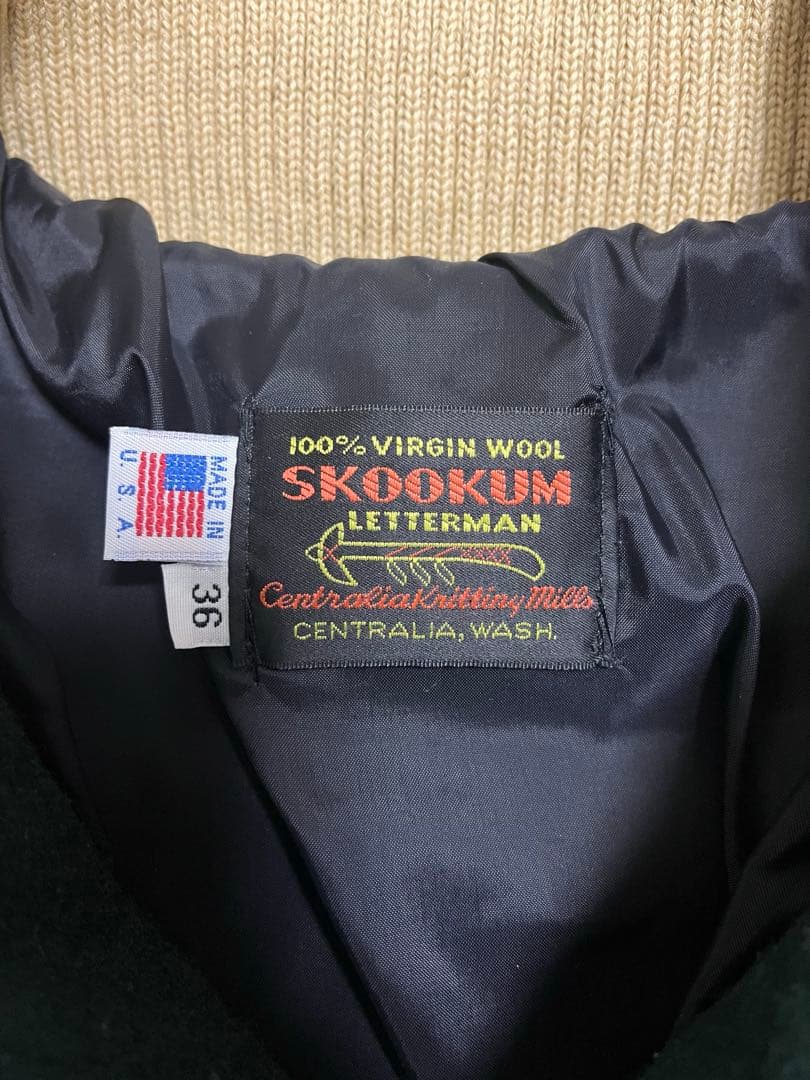 100% VIRGIN WOOL
SKOOKUM
LETTERMAN
Centralia Knitting Mills
CENTRALIA, WASH.
MADE IN
U.S.A.
36